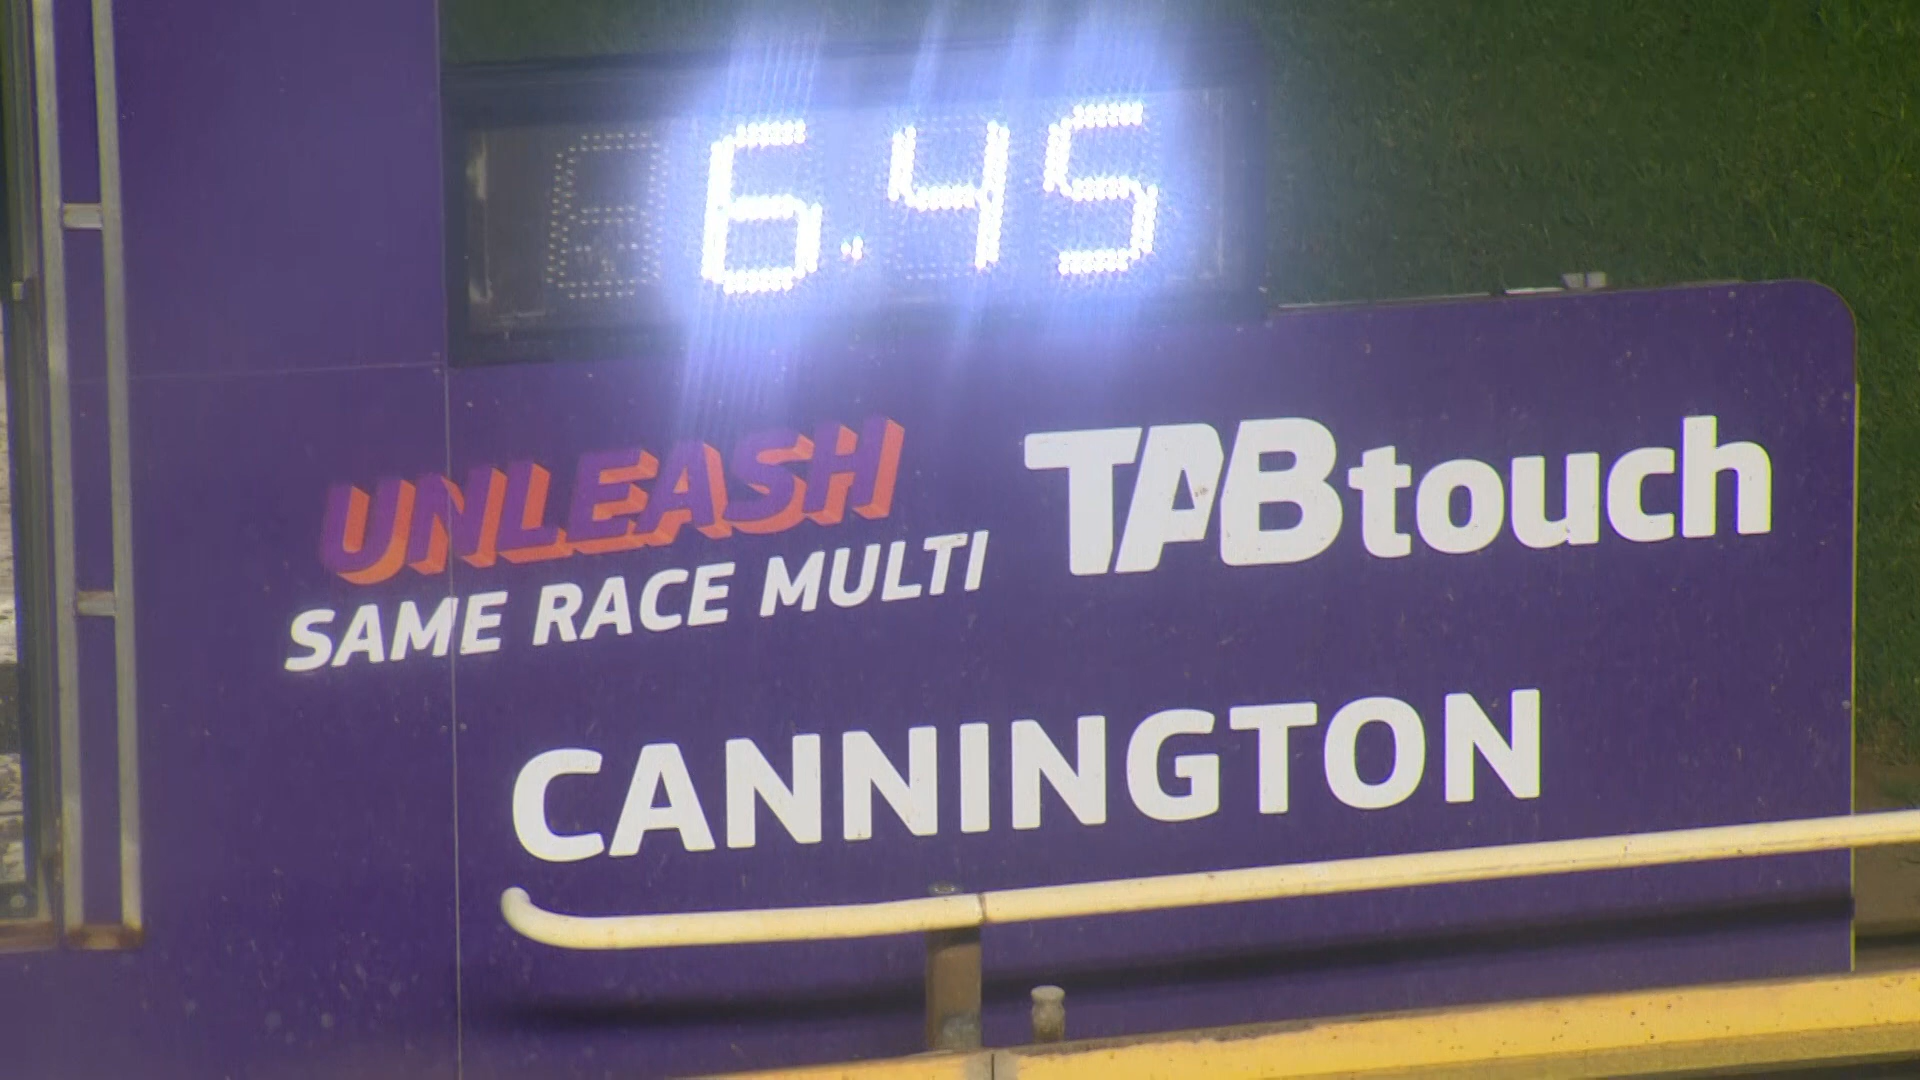 6.45
UNLEASH
SAME RACE MULTI
TABtouch
CANNINGTON